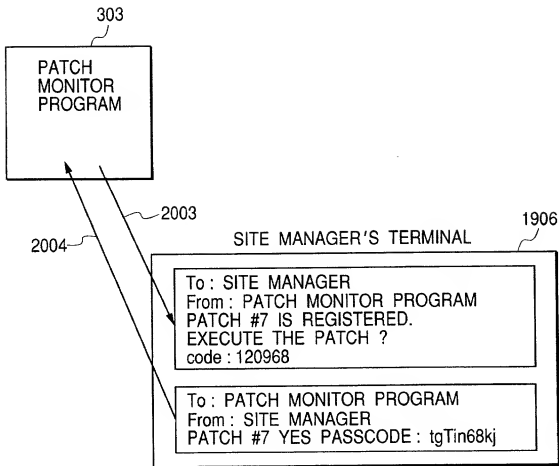 303
PATCH
MONITOR
PROGRAM
2003
2004
1906
SITE MANAGER'S TERMINAL
To : SITE MANAGER
From : PATCH MONITOR PROGRAM
PATCH #7 IS REGISTERED.
EXECUTE THE PATCH ?
code : 120968
To : PATCH MONITOR PROGRAM
From : SITE MANAGER
PATCH #7 YES PASSCODE : tgTin68kj